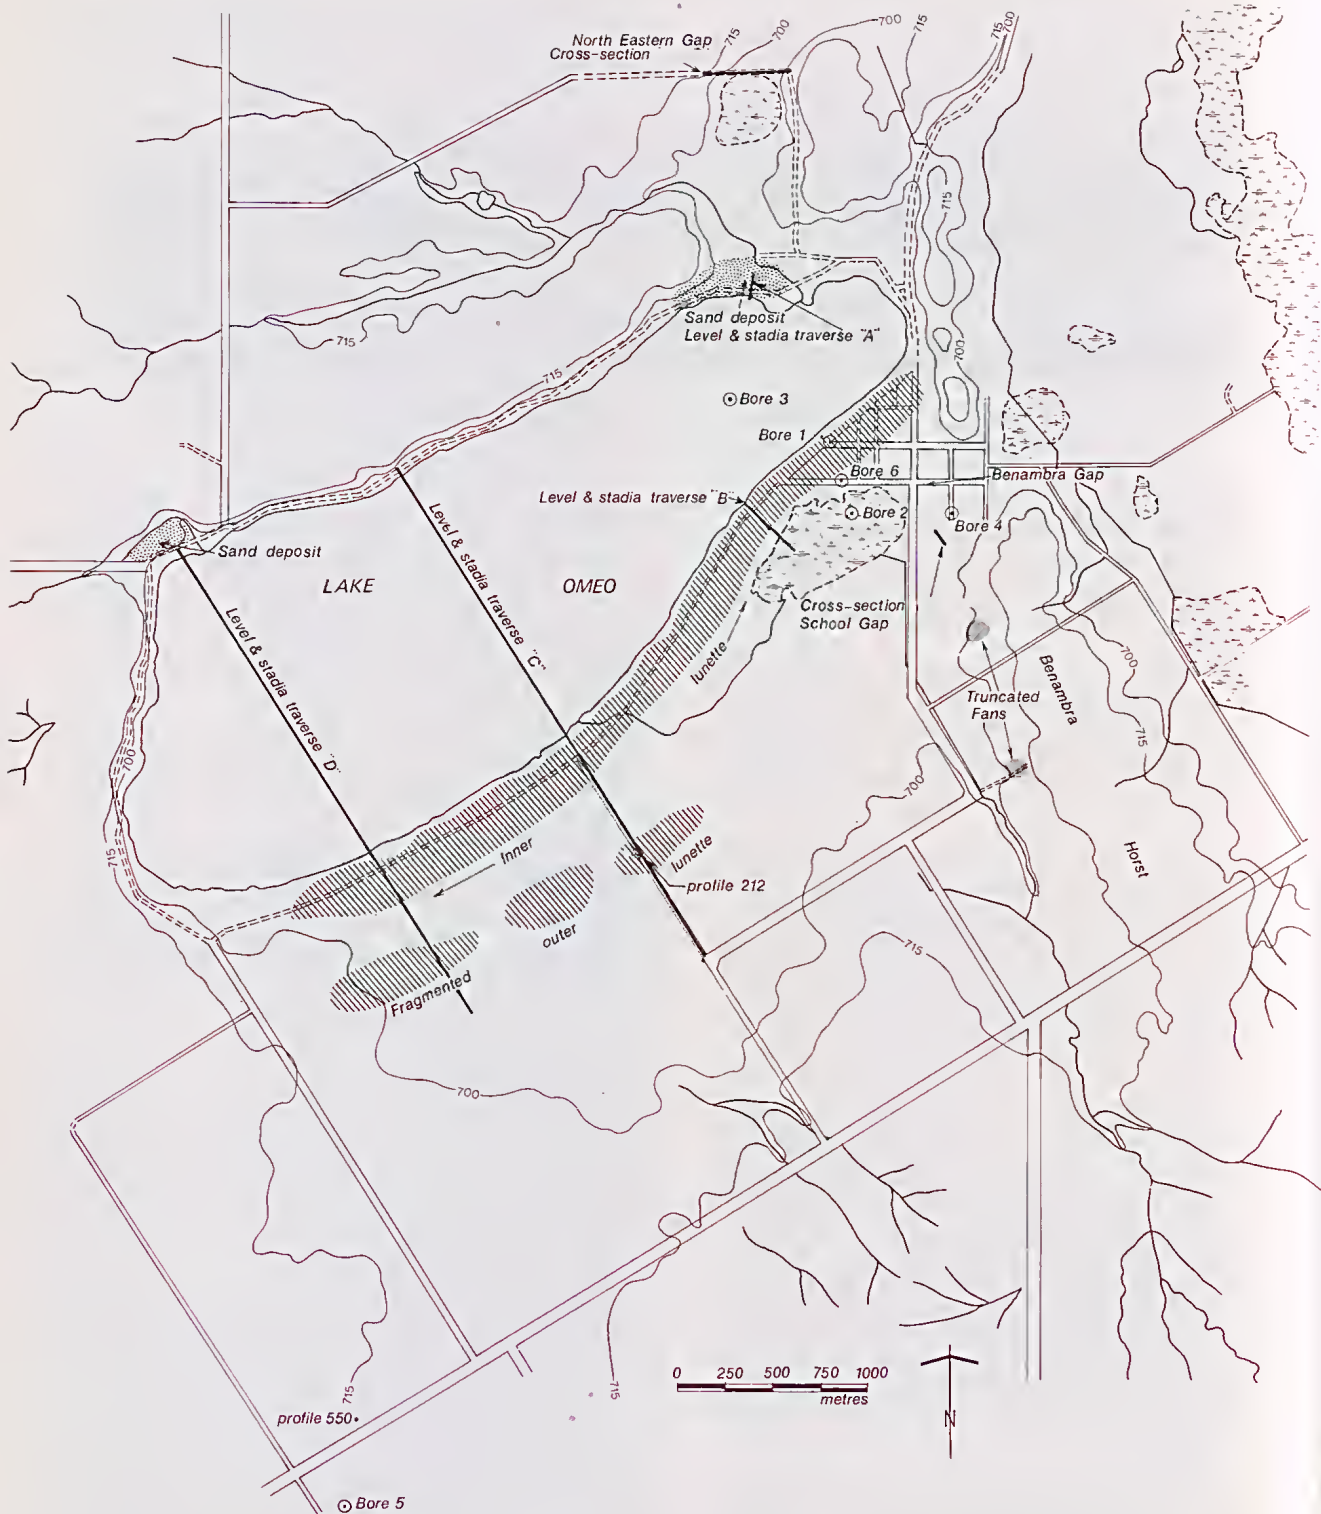 700
715
700
715
715
700
North Eastern Gap
Cross-section
715
Sand deposit
Level & stadia traverse "A"
715
700
715
Bore 3
Bore 1
Bore 6
Benambra Gap
Level & stadia traverse "B"
Bore 2
Bore 4
Sand deposit
LAKE
OMEO
Level & stadia traverse "C"
Level & stadia traverse "D"
Cross-section
School Gap
lunette
Benambra
700
Truncated
Fans
715
700
700
715
Horst
Inner
lunette
profile 212
outer
Fragmented
715
700
0 250 500 750 1000
metres
N
715
715
profile 550
Bore 5